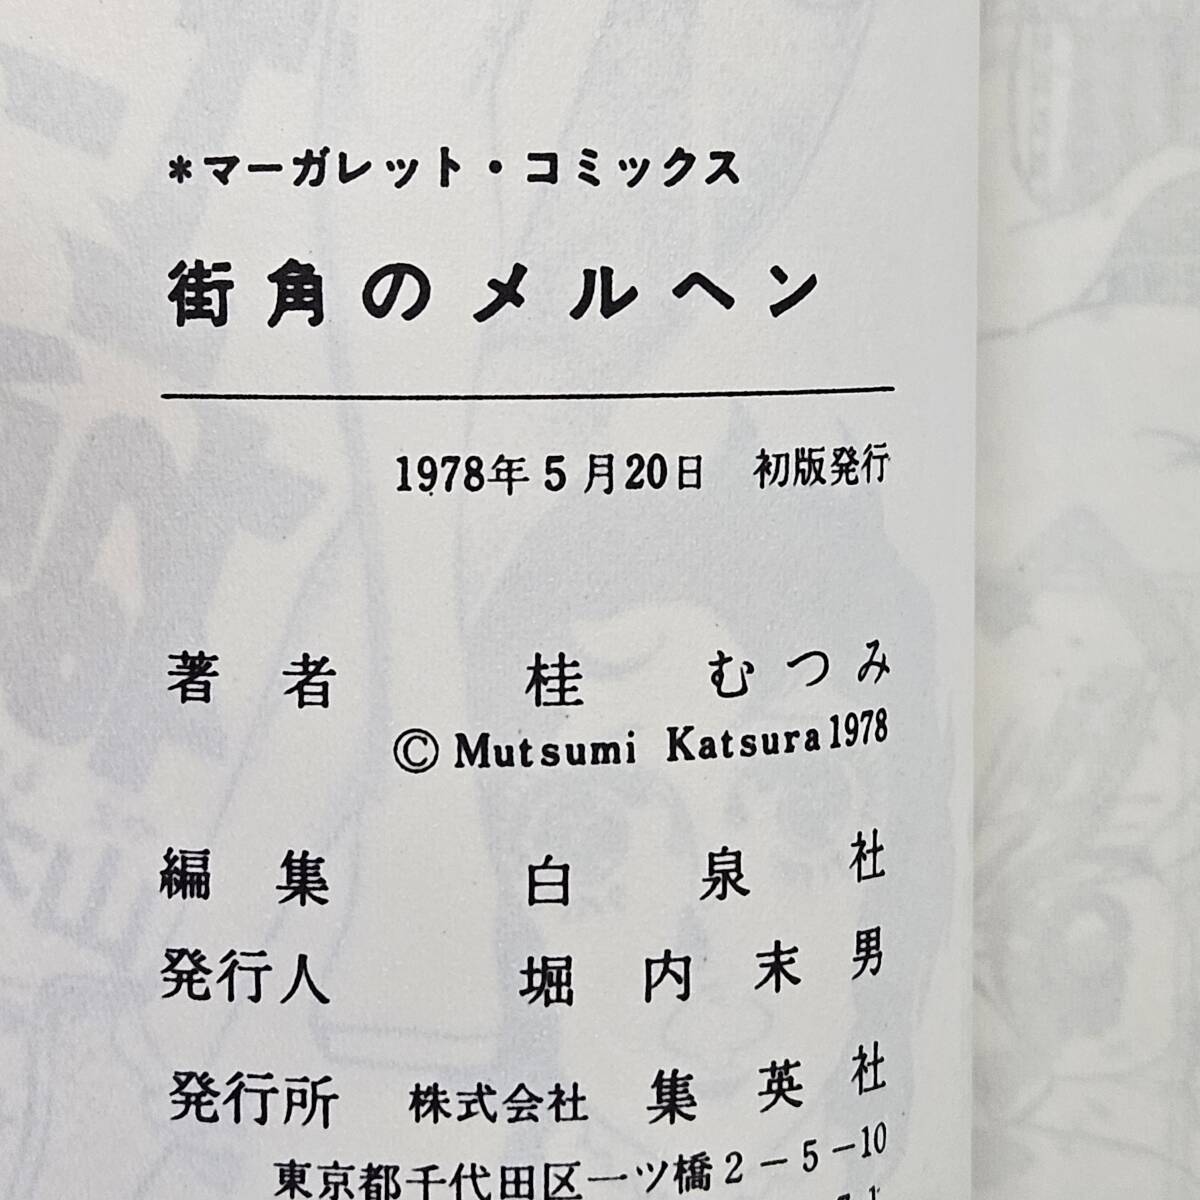 *マーガレット・コミックス
街角のメルヘン
1978年5月20日 初版発行
著者 桂むつみ
©Mutsumi Katsura1978
編集 白泉社
発行人 堀内末男
発行所 株式会社 集英社
東京都千代田区一ツ橋2-5-10